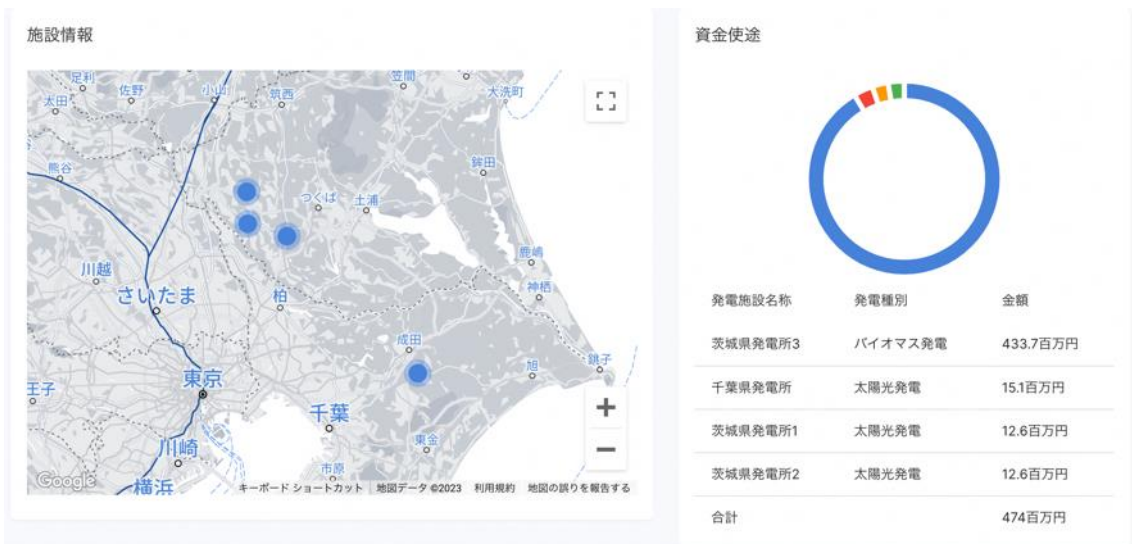 施設情報
足利
佐野
小山
筑西
笠間
大洗町
太田
熊谷
鉾田
つくば
土浦
川越
さいたま
柏
鹿嶋
神栖
成田
旭
銚子
東京
王子
千葉
東金
川崎
市原
横浜
Google
キーボード ショートカット
地図データ ©2023
利用規約
地図の誤りを報告する
資金使途
発電施設名称 発電種別 金額
茨城県発電所3 バイオマス発電 433.7百万円
千葉県発電所 太陽光発電 15.1百万円
茨城県発電所1 太陽光発電 12.6百万円
茨城県発電所2 太陽光発電 12.6百万円
合計 474百万円